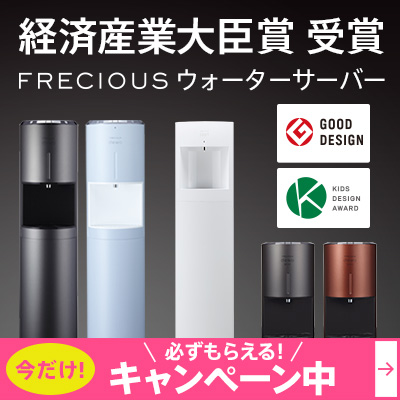 経済産業大臣賞 受賞
FRECIOUS ウォーターサーバー
GOOD
DESIGN
KIDS
DESIGN
AWARD
今だけ!
必ずもらえる!
キャンペーン中